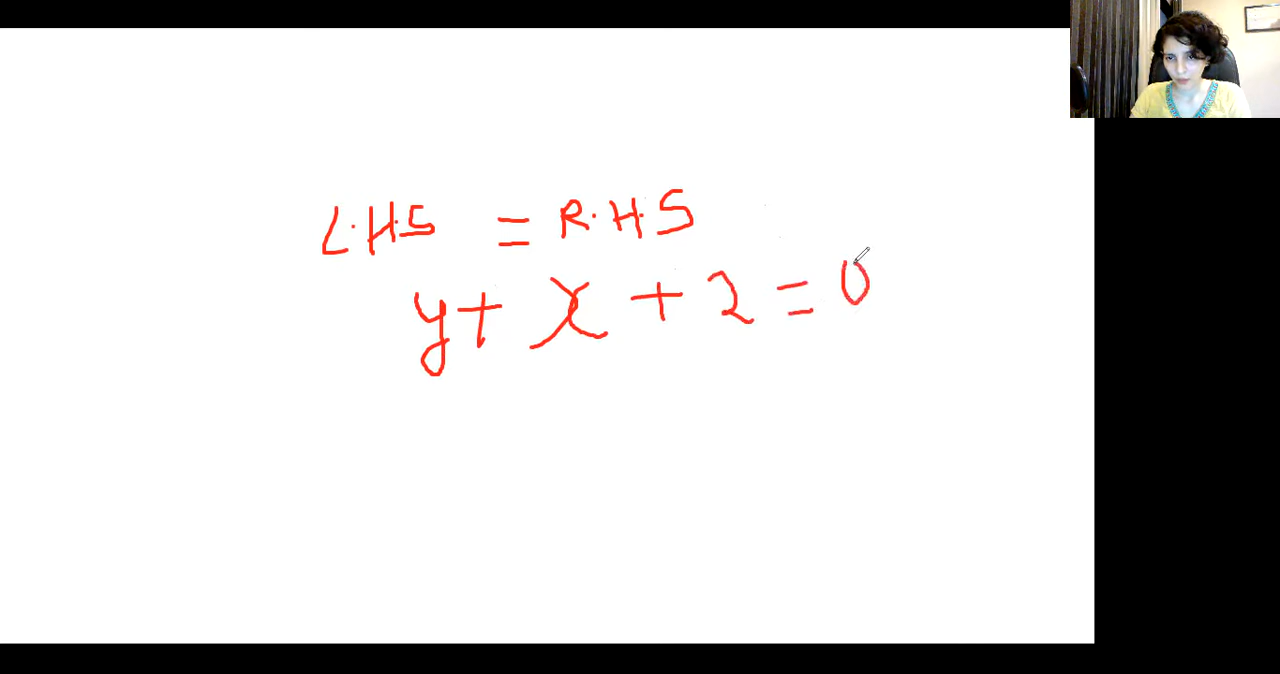 L.H.S = R.H.S
y + x + 2 = 0